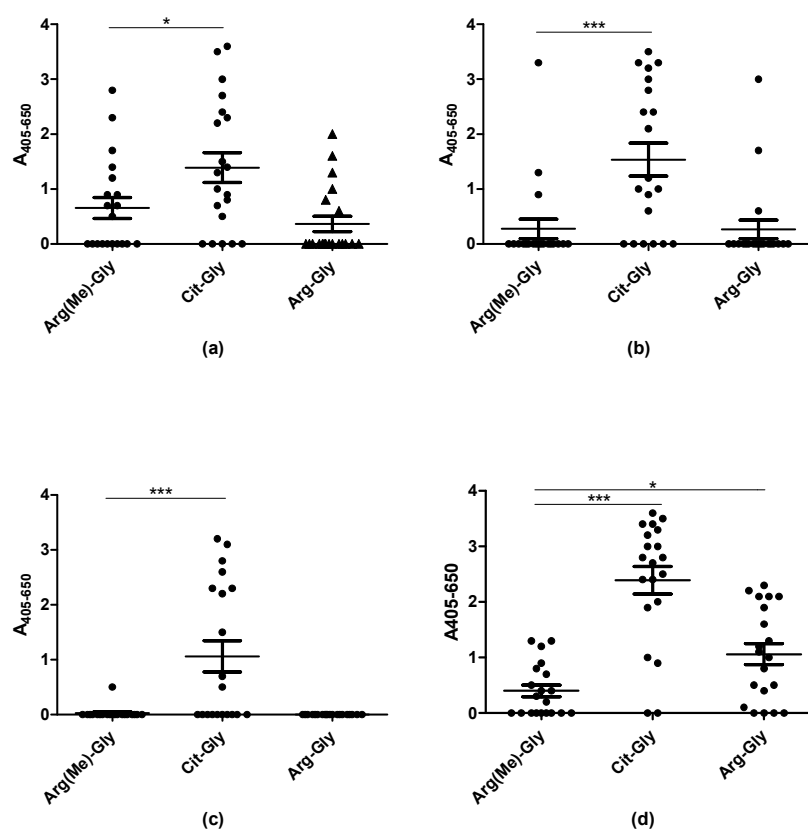 *
4
3
2
1
0
A405-650
Arg(Me)-Gly
Cit-Gly
Arg-Gly
(a)
***
4
3
2
1
0
A405-650
Arg(Me)-Gly
Cit-Gly
Arg-Gly
(b)
***
4
3
2
1
0
A405-650
Arg(Me)-Gly
Cit-Gly
Arg-Gly
(c)
*
***
4
3
2
1
0
A405-650
Arg(Me)-Gly
Cit-Gly
Arg-Gly
(d)